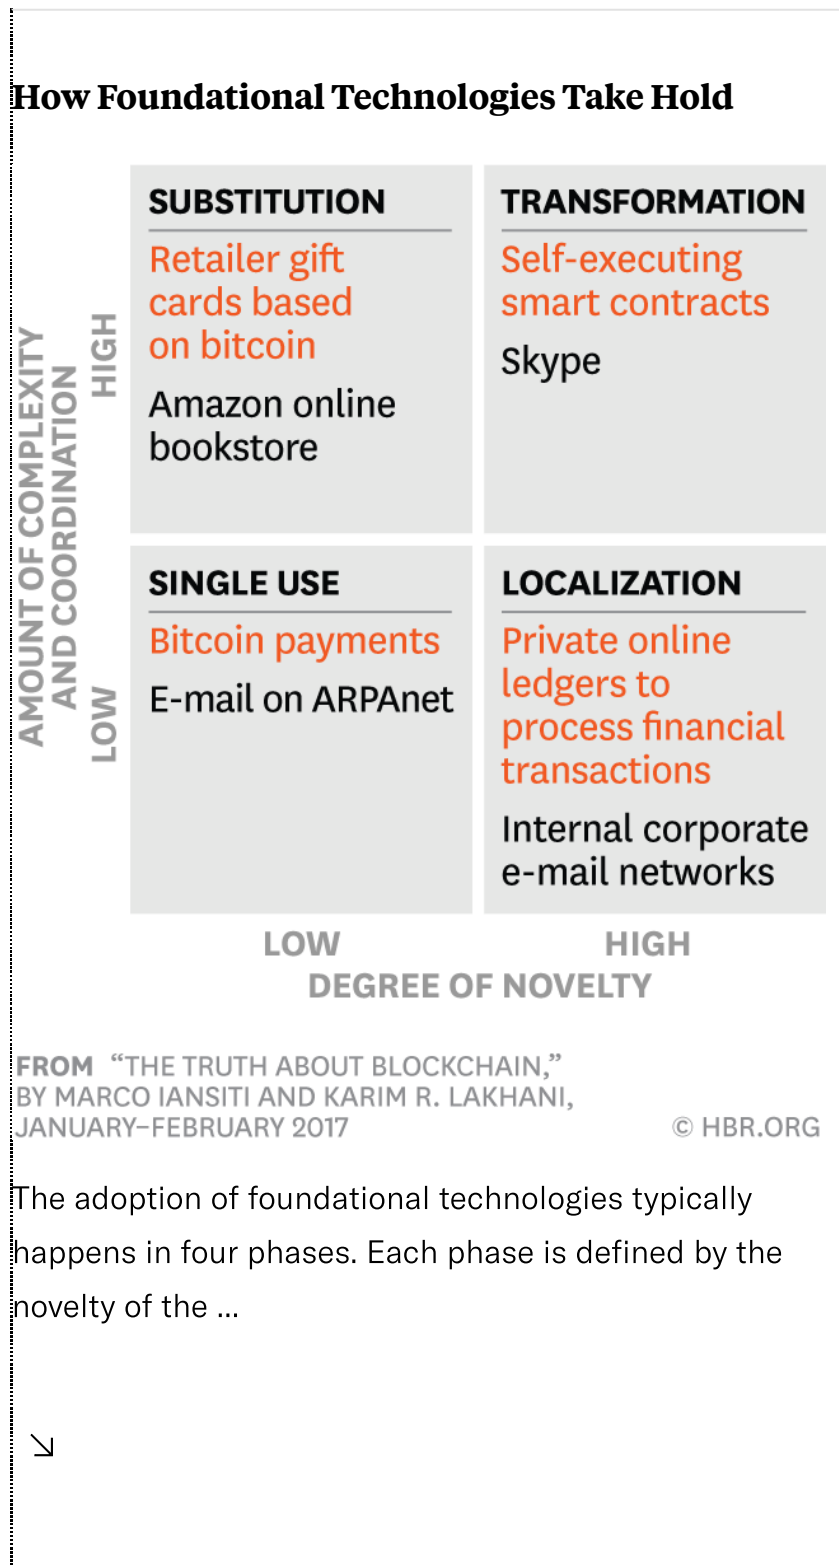 How Foundational Technologies Take Hold
SUBSTITUTION
Retailer gift
cards based
on bitcoin
Amazon online
bookstore
TRANSFORMATION
Self-executing
smart contracts
Skype
SINGLE USE
Bitcoin payments
E-mail on ARPAnet
LOCALIZATION
Private online
ledgers to
process financial
transactions
Internal corporate
e-mail networks
AMOUNT OF COMPLEXITY
AND COORDINATION
HIGH
LOW
LOW
HIGH
DEGREE OF NOVELTY
FROM “THE TRUTH ABOUT BLOCKCHAIN,”
BY MARCO IANSITI AND KARIM R. LAKHANI,
JANUARY–FEBRUARY 2017
© HBR.ORG
The adoption of foundational technologies typically
happens in four phases. Each phase is defined by the
novelty of the ...